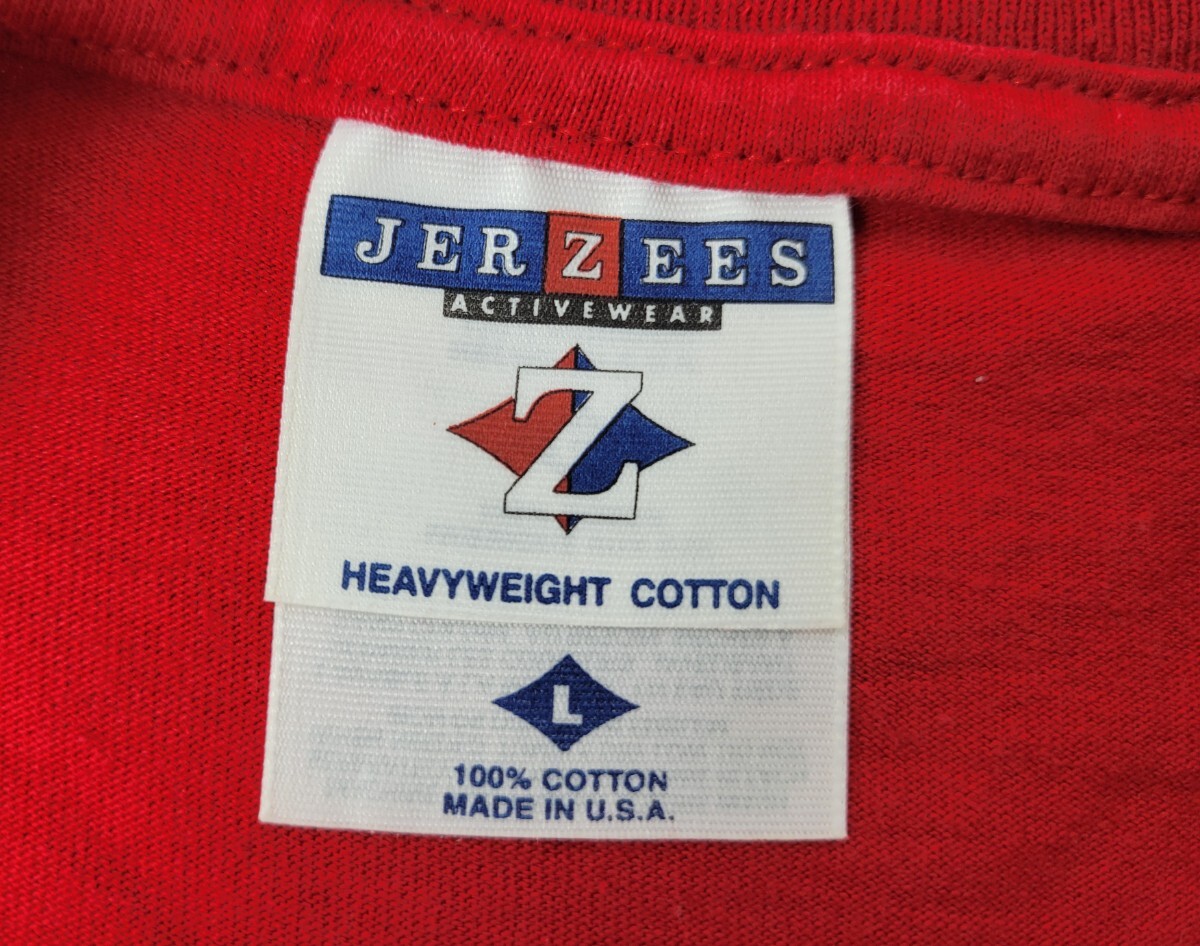 JERZEES
ACTIVEWEAR
Z
HEAVYWEIGHT COTTON
L
100% COTTON
MADE IN U.S.A.